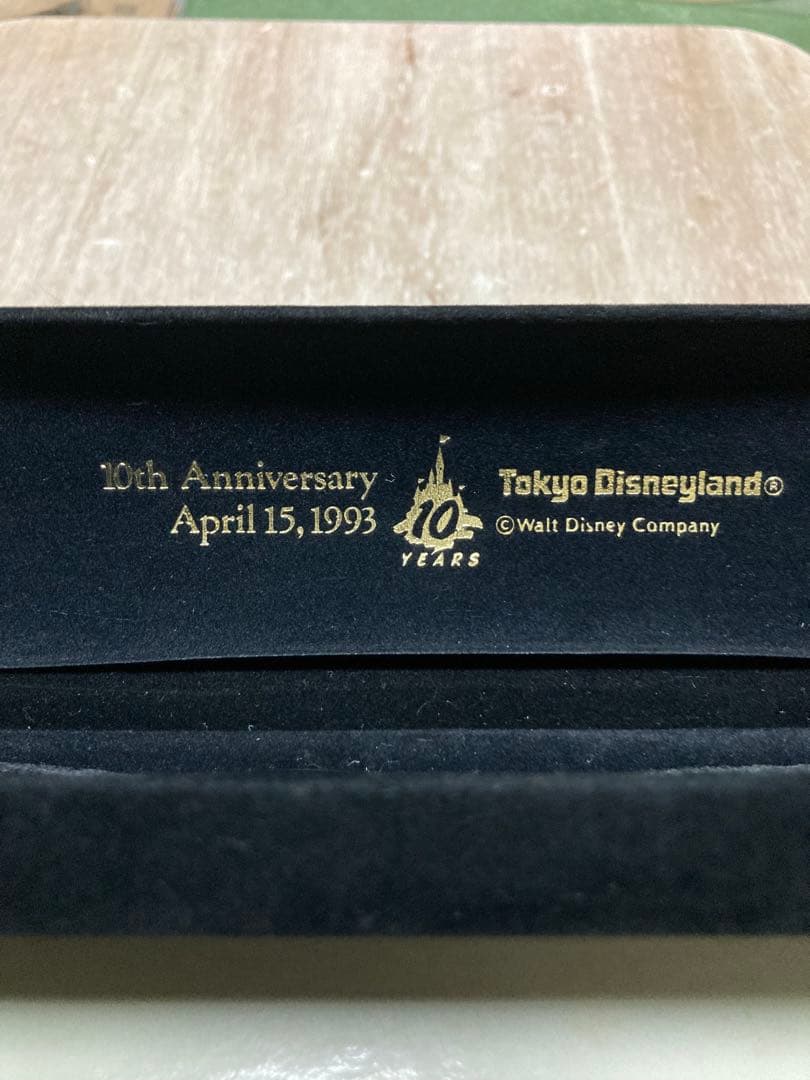 10th Anniversary
April 15, 1993
10
YEARS
Tokyo Disneyland®
©Walt Disney Company